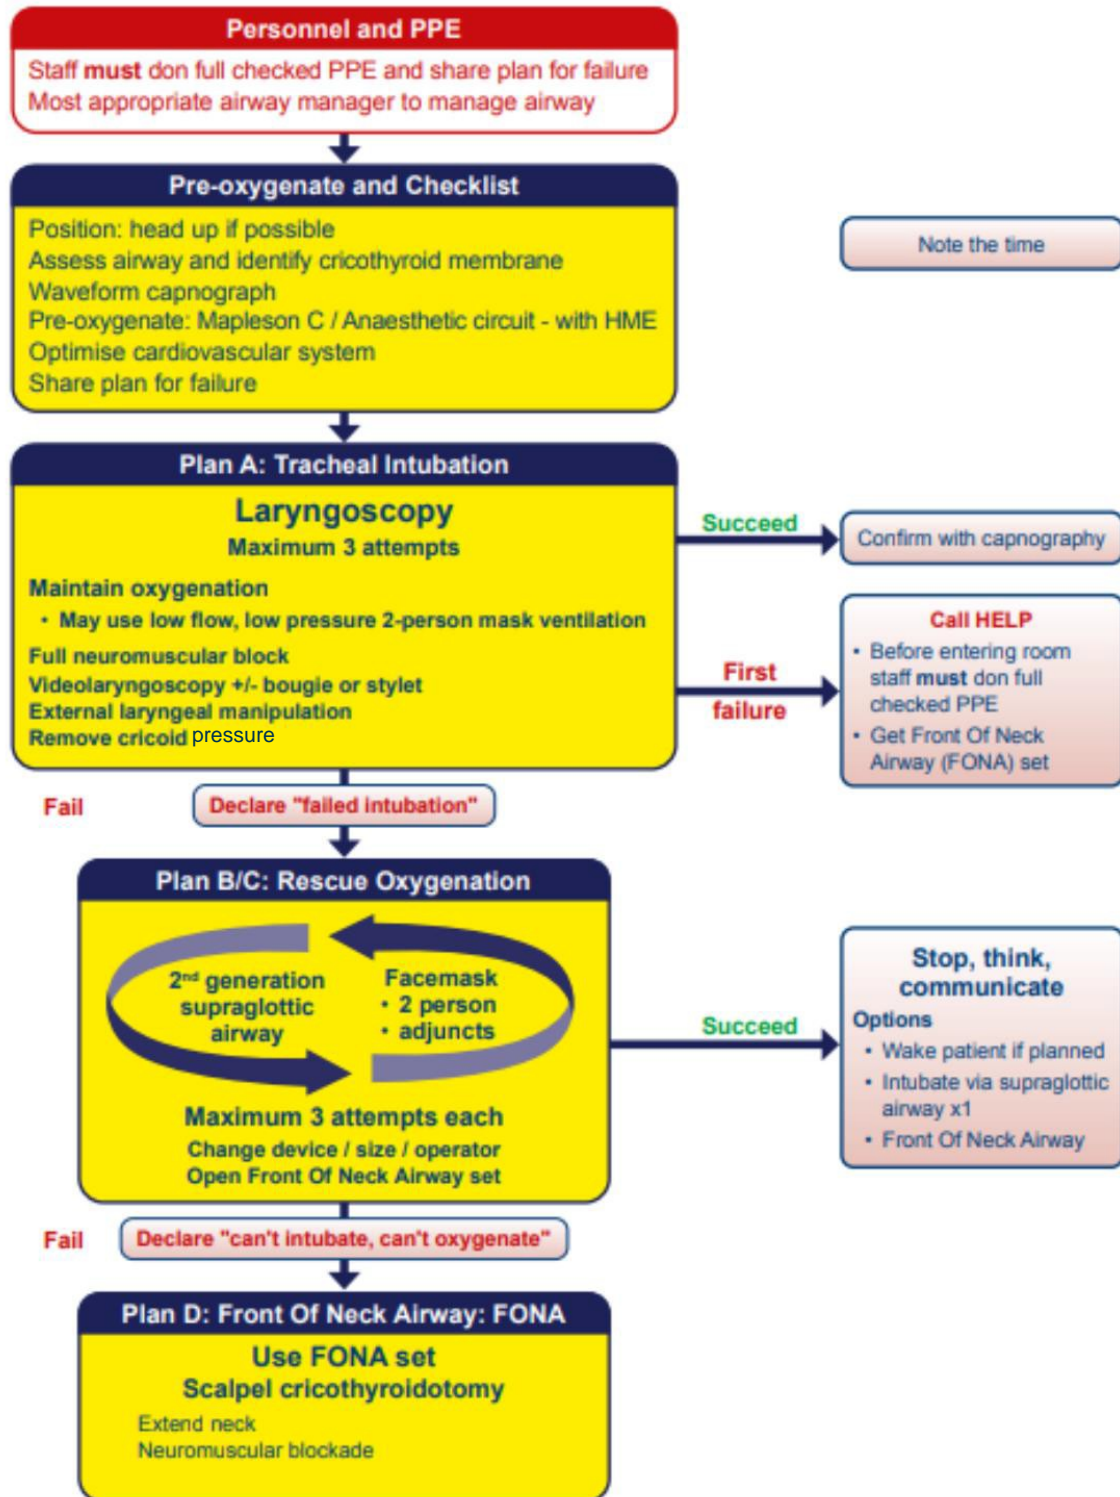 Personnel and PPE
Staff must don full checked PPE and share plan for failure
Most appropriate airway manager to manage airway
Pre-oxygenate and Checklist
Position: head up if possible
Assess airway and identify cricothyroid membrane
Waveform capnograph
Pre-oxygenate: Mapleson C / Anaesthetic circuit - with HME
Optimise cardiovascular system
Share plan for failure
Note the time
Plan A: Tracheal Intubation
Laryngoscopy
Maximum 3 attempts
Maintain oxygenation
• May use low flow, low pressure 2-person mask ventilation
Full neuromuscular block
Videolaryngoscopy +/- bougie or stylet
External laryngeal manipulation
Remove cricoid pressure
Succeed
Confirm with capnography
First
failure
Call HELP
• Before entering room
staff must don full
checked PPE
• Get Front Of Neck
Airway (FONA) set
Fail
Declare "failed intubation"
Plan B/C: Rescue Oxygenation
2nd generation
supraglottic
airway
Facemask
• 2 person
• adjuncts
Maximum 3 attempts each
Change device / size / operator
Open Front Of Neck Airway set
Succeed
Stop, think,
communicate
Options
• Wake patient if planned
• Intubate via supraglottic
airway x1
• Front Of Neck Airway
Fail
Declare "can't intubate, can't oxygenate"
Plan D: Front Of Neck Airway: FONA
Use FONA set
Scalpel cricothyroidotomy
Extend neck
Neuromuscular blockade